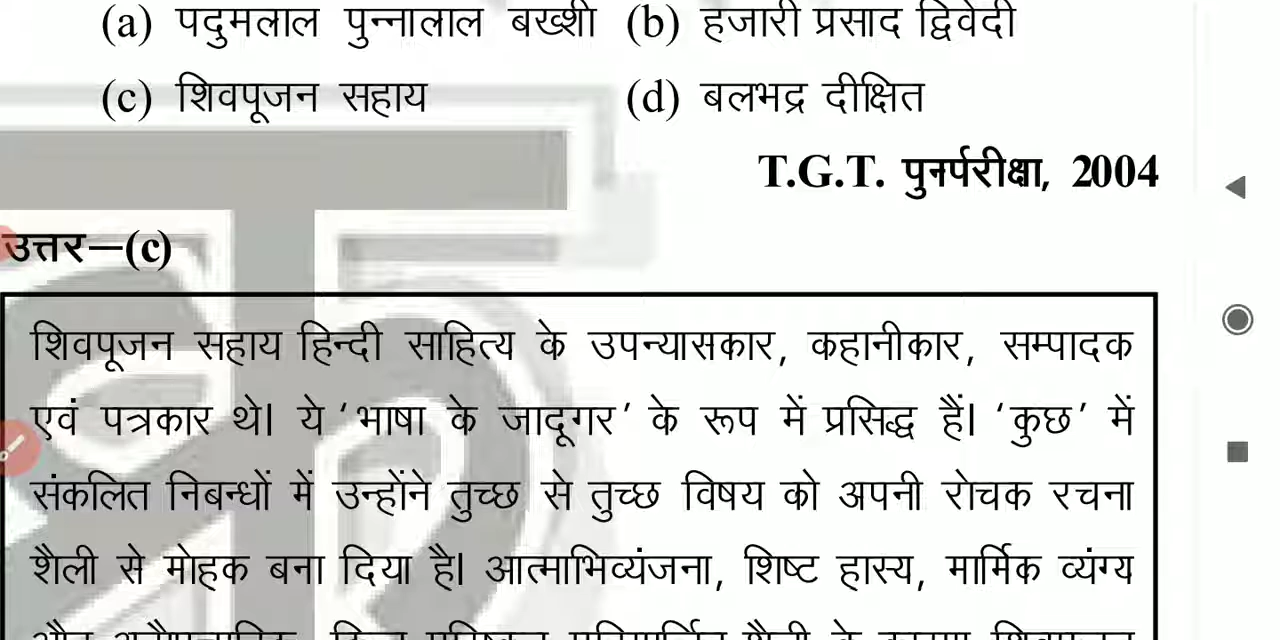 (a) पदुमलाल पुन्नालाल बख्शी (b) हजारी प्रसाद द्विवेदी
(c) शिवपूजन सहाय (d) बलभद्र दीक्षित
T.G.T. पुनर्परीक्षा, 2004
उत्तर—(c)
शिवपूजन सहाय हिन्दी साहित्य के उपन्यासकार, कहानीकार, सम्पादक
एवं पत्रकार थे। ये ‘भाषा के जादूगर’ के रूप में प्रसिद्ध हैं। ‘कुछ’ में
संकलित निबन्धों में उन्होंने तुच्छ से तुच्छ विषय को अपनी रोचक रचना
शैली से मोहक बना दिया है। आत्माभिव्यंजना, शिष्ट हास्य, मार्मिक व्यंग्य